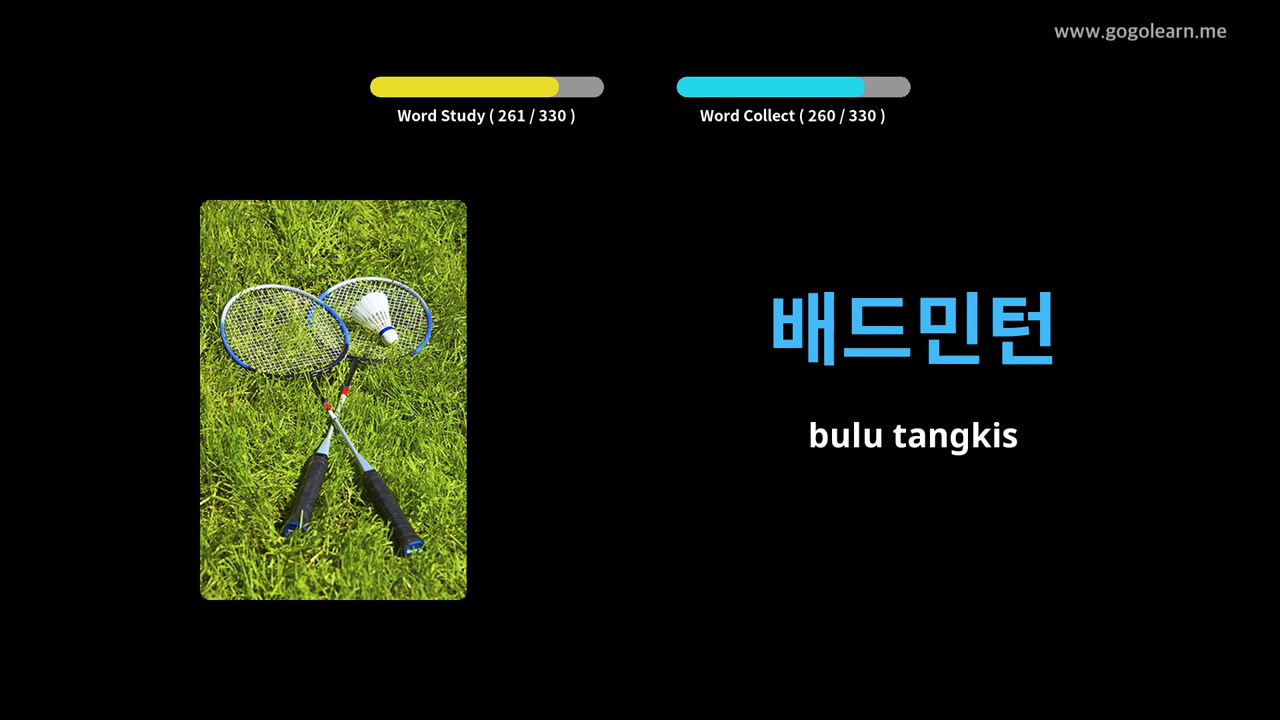 www.gogolearn.me
Word Study ( 261 / 330 )
Word Collect ( 260 / 330 )
배드민턴
bulu tangkis